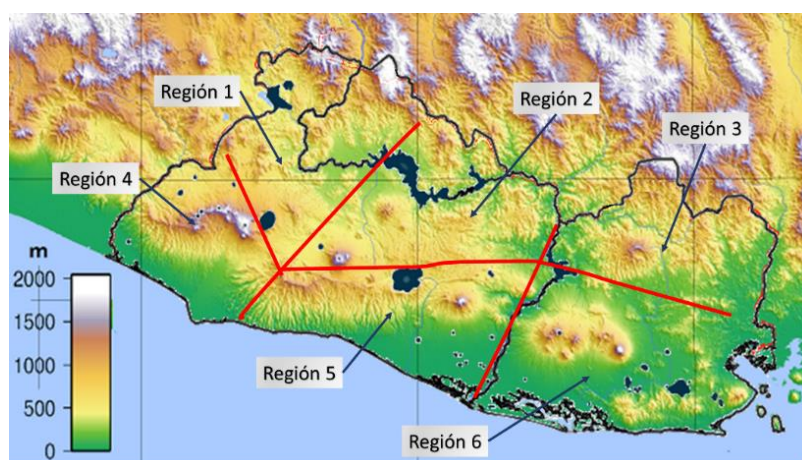 Región 1
Región 2
Región 3
Región 4
m
2000
1500
1000
500
0
Región 5
Región 6